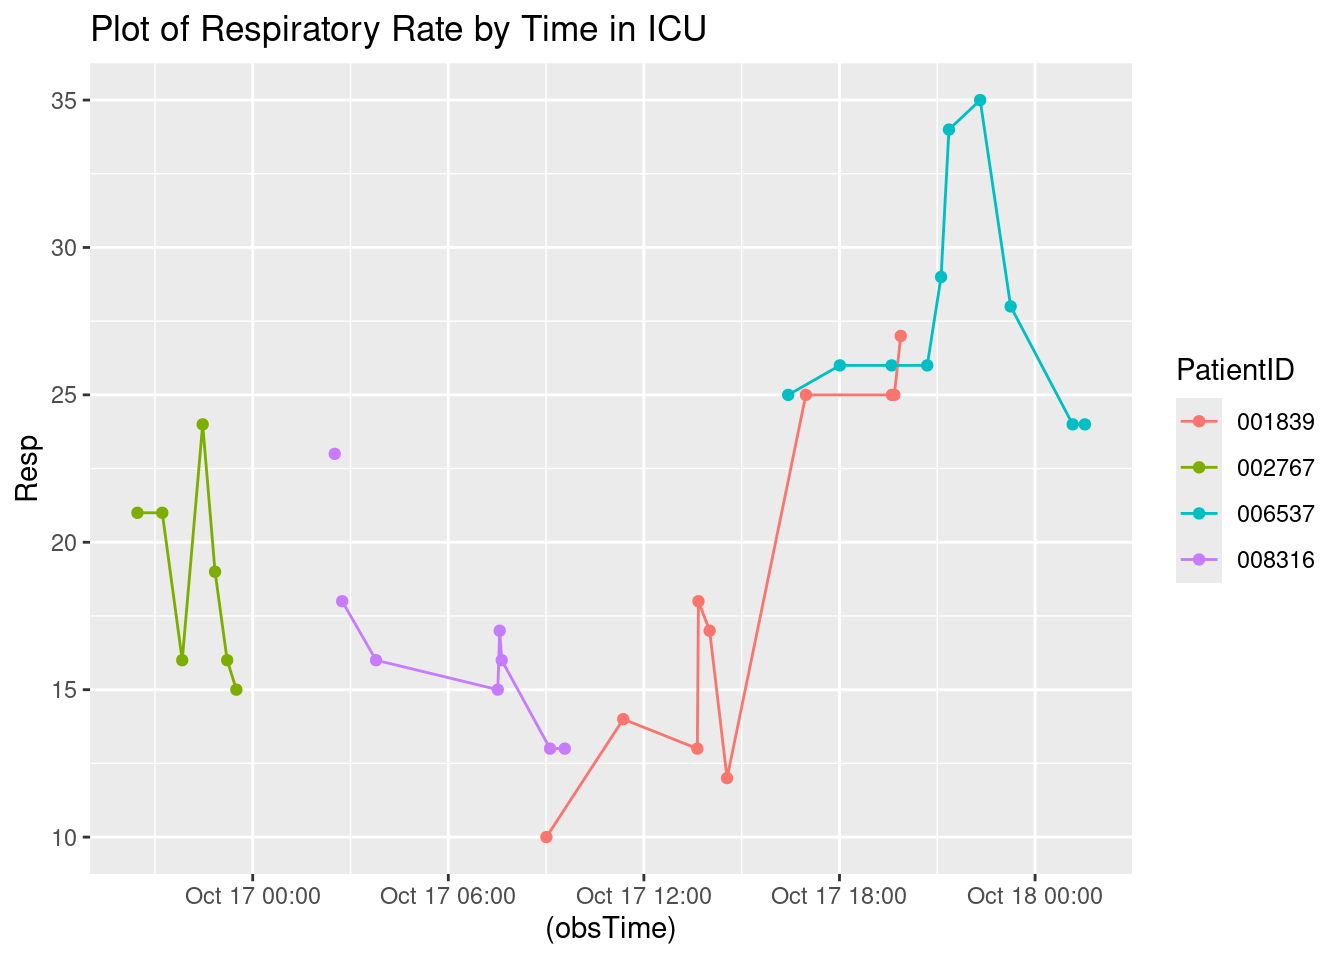 Plot of Respiratory Rate by Time in ICU
35
30
25
20
15
10
Resp
Oct 17 00:00 Oct 17 06:00 Oct 17 12:00 Oct 17 18:00 Oct 18 00:00
(obsTime)
PatientID
001839
002767
006537
008316